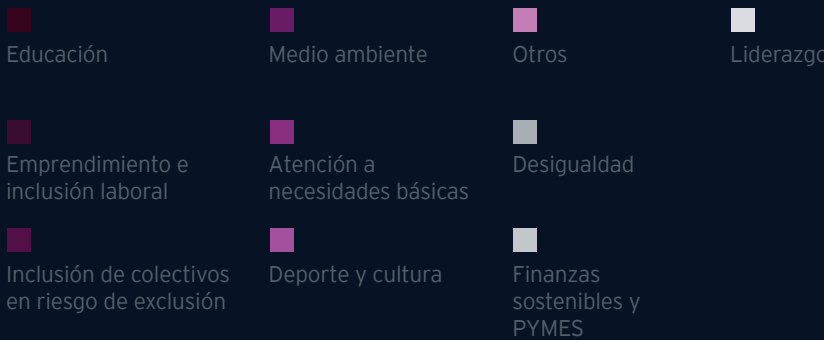 Educación
Medio ambiente
Otros
Liderazgo
Emprendimiento e
inclusión laboral
Atención a
necesidades básicas
Desigualdad
Inclusión de colectivos
en riesgo de exclusión
Deporte y cultura
Finanzas
sostenibles y
PYMES